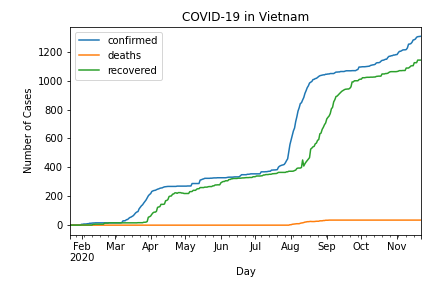 COVID-19 in Vietnam
confirmed
deaths
recovered
Number of Cases
1200
1000
800
600
400
200
0
Feb Mar Apr May Jun Jul Aug Sep Oct Nov
2020
Day